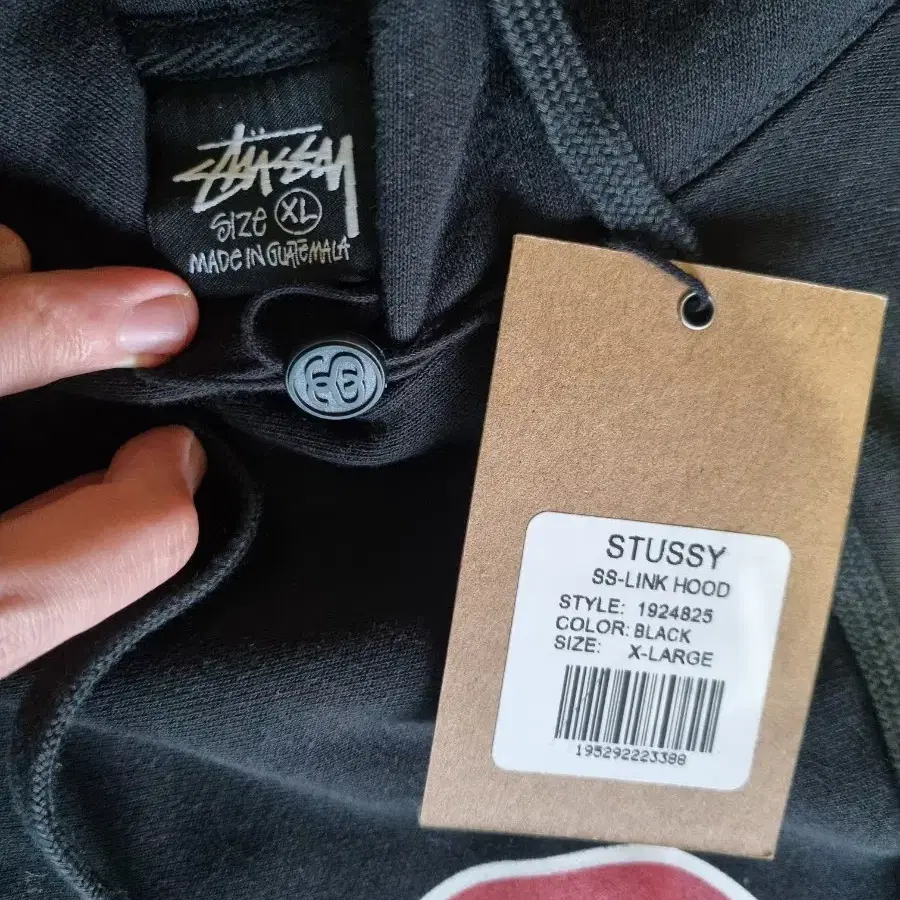 STÜSSY
SIZE XL
MADE IN GUATEMALA
STUSSY
SS-LINK HOOD
STYLE: 1924825
COLOR: BLACK
SIZE: X-LARGE
195292223388